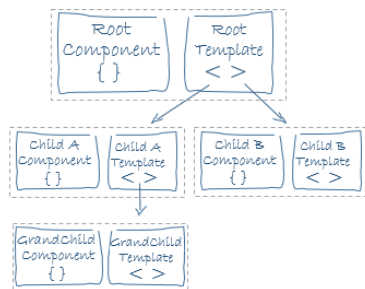 Root
Component
{ }
Root
Template
< >
Child A
Component
{ }
Child A
Template
< >
Child B
Component
{ }
Child B
Template
< >
GrandChild
Component
{ }
GrandChild
Template
< >